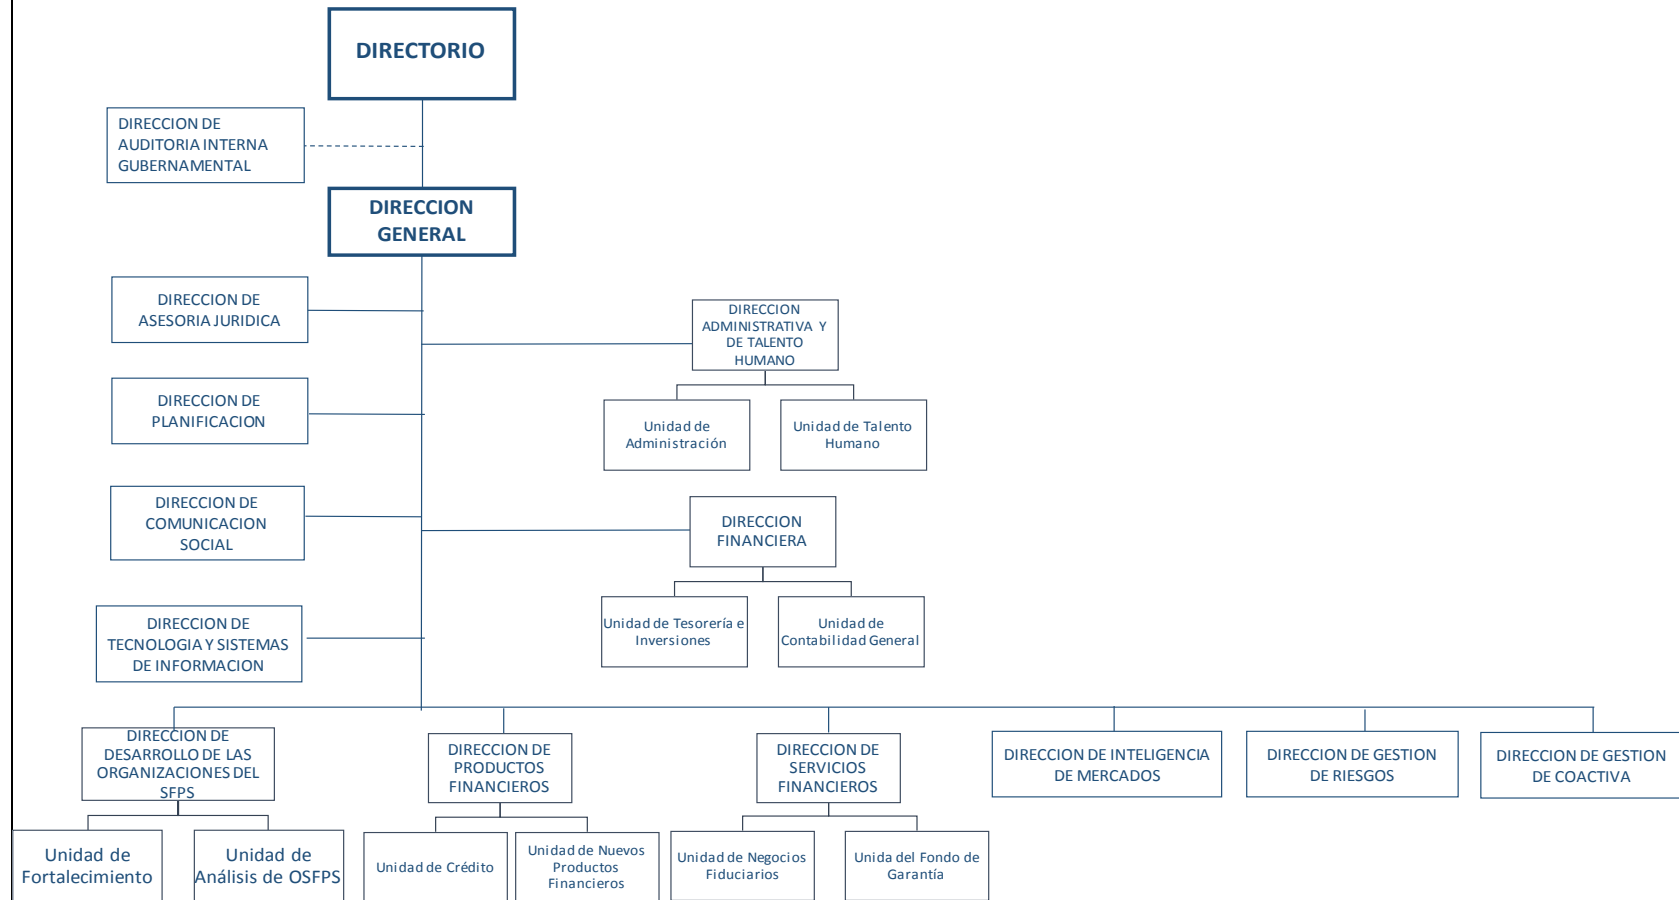 DIRECTORIO
DIRECCION DE
AUDITORIA INTERNA
GUBERNAMENTAL
DIRECCION
GENERAL
DIRECCION DE
ASESORIA JURIDICA
DIRECCION
ADMINISTRATIVA Y
DE TALENTO
HUMANO
DIRECCION DE
PLANIFICACION
Unidad de
Administración
Unidad de Talento
Humano
DIRECCION DE
COMUNICACION
SOCIAL
DIRECCION
FINANCIERA
DIRECCION DE
TECNOLOGIA Y SISTEMAS
DE INFORMACION
Unidad de Tesorería e
Inversiones
Unidad de
Contabilidad General
DIRECCION DE
DESARROLLO DE LAS
ORGANIZACIONES DEL
SFPS
DIRECCION DE
PRODUCTOS
FINANCIEROS
DIRECCION DE
SERVICIOS
FINANCIEROS
DIRECCION DE INTELIGENCIA
DE MERCADOS
DIRECCION DE GESTION
DE RIESGOS
DIRECCION DE GESTION
DE COACTIVA
Unidad de
Fortalecimiento
Unidad de
Análisis de OSFPS
Unidad de Crédito
Unidad de Nuevos
Productos
Financieros
Unidad de Negocios
Fiduciarios
Unida del Fondo de
Garantía